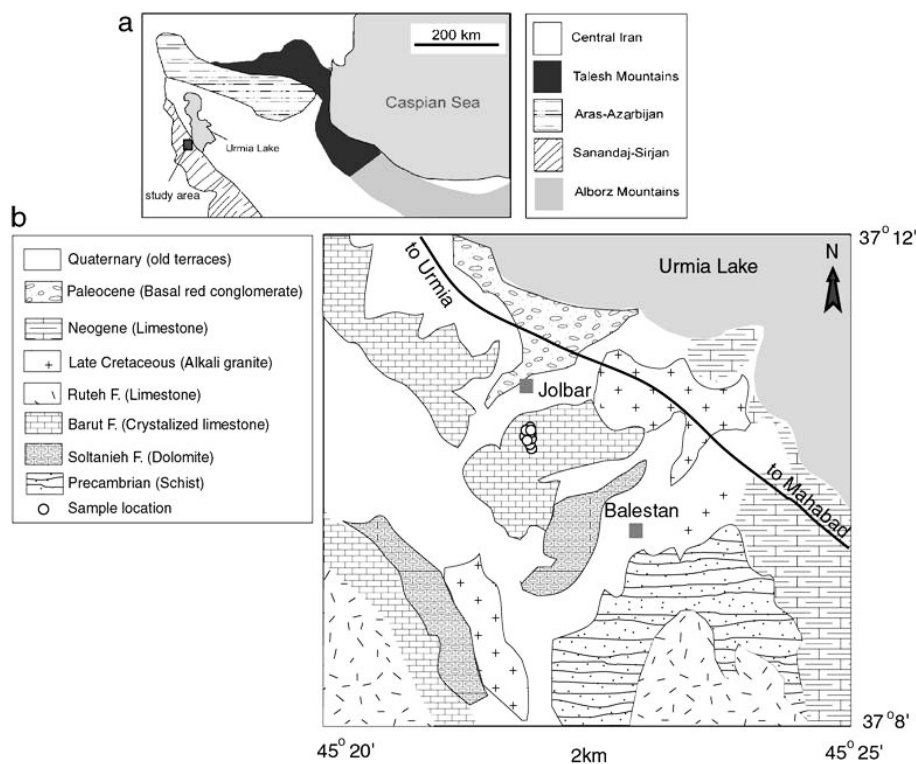 a
200 km
Caspian Sea
Urmia Lake
study area
Central Iran
Talesh Mountains
Aras-Azarbijan
Sanandaj-Sirjan
Alborz Mountains
b
Quaternary (old terraces)
Paleocene (Basal red conglomerate)
Neogene (Limestone)
Late Cretaceous (Alkali granite)
Ruteh F. (Limestone)
Barut F. (Crystalized limestone)
Soltanieh F. (Dolomite)
Precambrian (Schist)
Sample location
37° 12'
to Urmia
Urmia Lake
N
Jolbar
to Mahabad
Balestan
37° 8'
45° 20'
2km
45° 25'